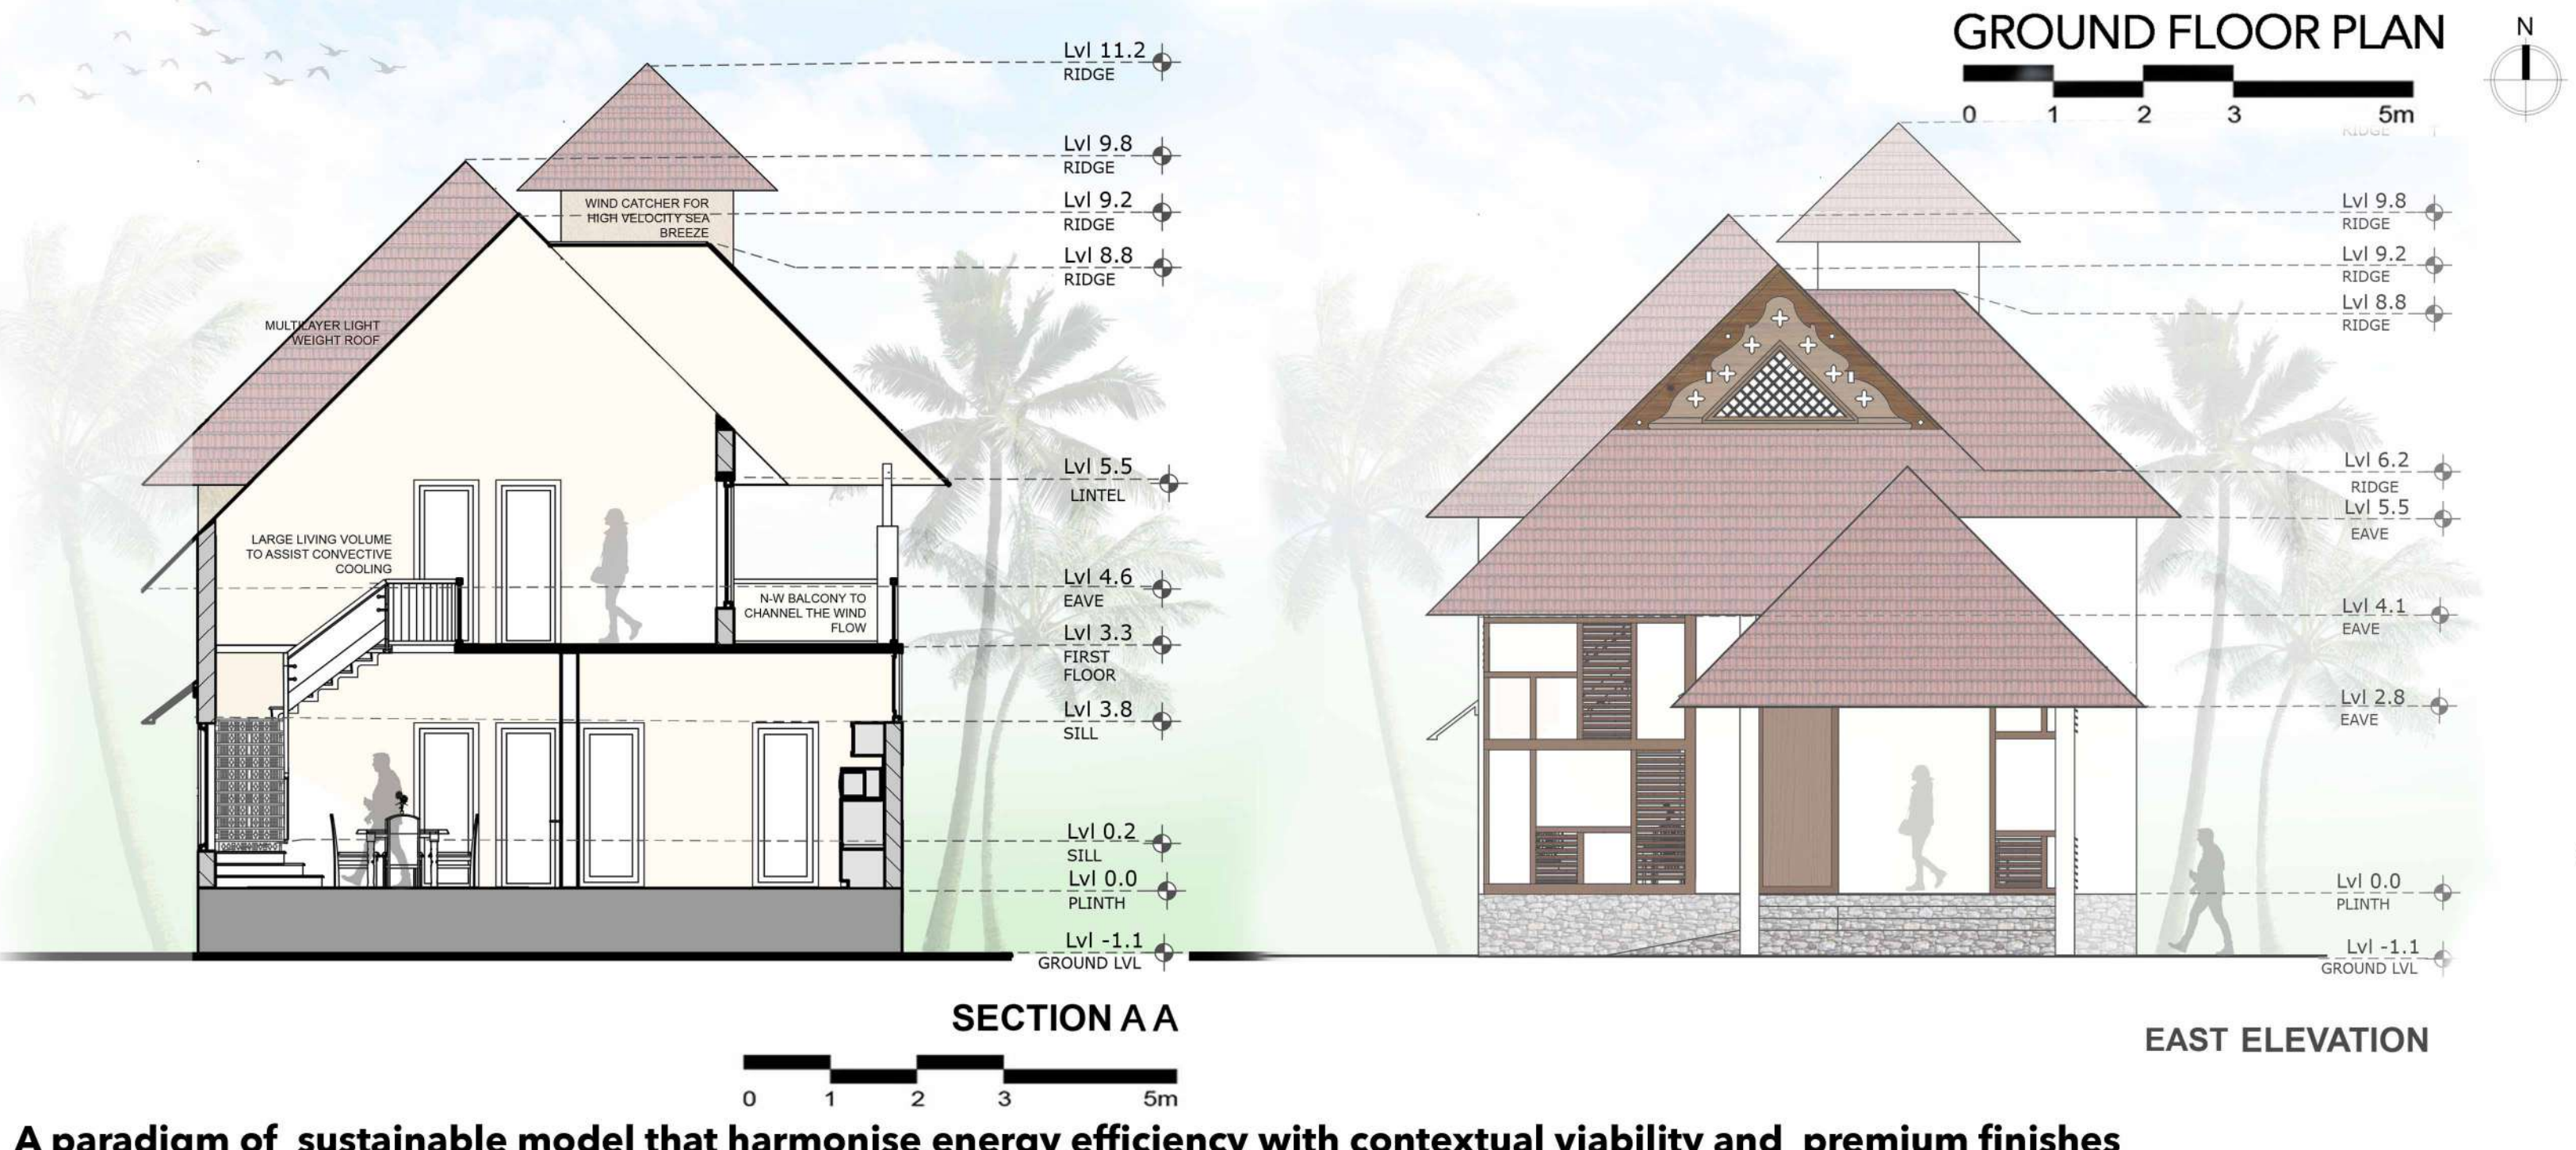 Lvl 11.2
RIDGE
Lvl 9.8
RIDGE
WIND CATCHER FOR
HIGH VELOCITY SEA
BREEZE
Lvl 9.2
RIDGE
Lvl 8.8
RIDGE
MULTILAYER LIGHT
WEIGHT ROOF
Lvl 5.5
LINTEL
LARGE LIVING VOLUME
TO ASSIST CONVECTIVE
COOLING
Lvl 4.6
EAVE
N-W BALCONY TO
CHANNEL THE WIND
FLOW
Lvl 3.3
FIRST
FLOOR
Lvl 3.8
SILL
Lvl 0.2
SILL
Lvl 0.0
PLINTH
Lvl -1.1
GROUND LVL
SECTION A A
0 1 2 3 5m
GROUND FLOOR PLAN
N
0 1 2 3 5m
RIDGE
Lvl 9.8
RIDGE
Lvl 9.2
RIDGE
Lvl 8.8
RIDGE
Lvl 6.2
RIDGE
Lvl 5.5
EAVE
Lvl 4.1
EAVE
Lvl 2.8
EAVE
Lvl 0.0
PLINTH
Lvl -1.1
GROUND LVL
EAST ELEVATION
A paradigm of sustainable model that harmonise energy efficiency with contextual viability and premium finishes